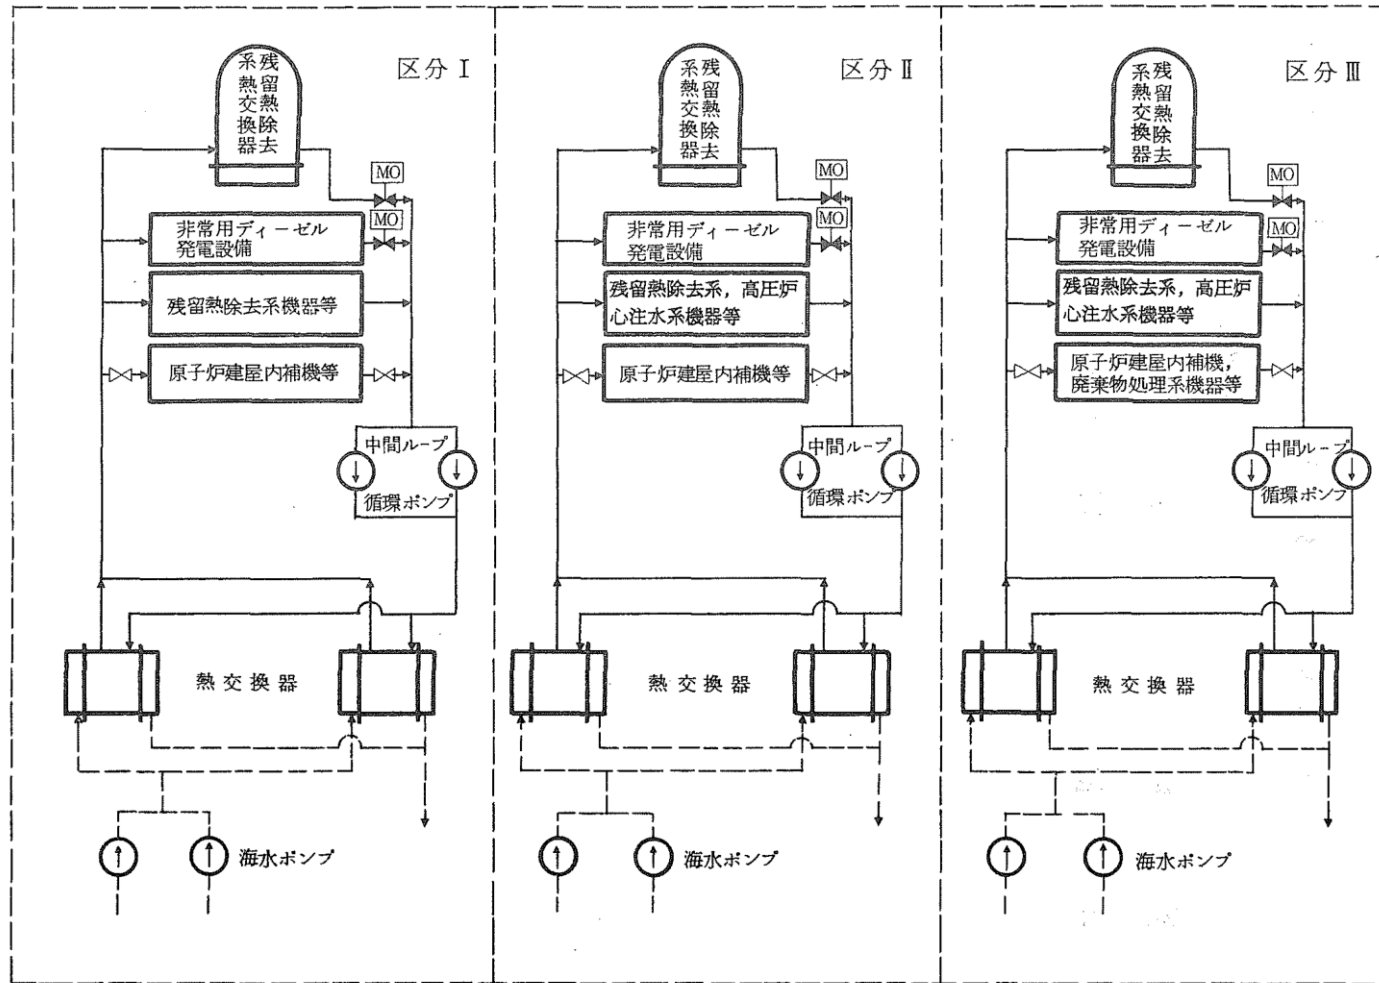 区分Ⅰ
残留熱除去
系熱交換器
MO
MO
非常用ディーゼル
発電設備
残留熱除去系機器等
原子炉建屋内補機等
中間ループ
循環ポンプ
熱交換器
海水ポンプ
区分Ⅱ
残留熱除去
系熱交換器
MO
MO
非常用ディーゼル
発電設備
残留熱除去系，高圧炉
心注水系機器等
原子炉建屋内補機等
中間ループ
循環ポンプ
熱交換器
海水ポンプ
区分Ⅲ
残留熱除去
系熱交換器
MO
MO
非常用ディーゼル
発電設備
残留熱除去系，高圧炉
心注水系機器等
原子炉建屋内補機，
廃棄物処理系機器等
中間ループ
循環ポンプ
熱交換器
海水ポンプ